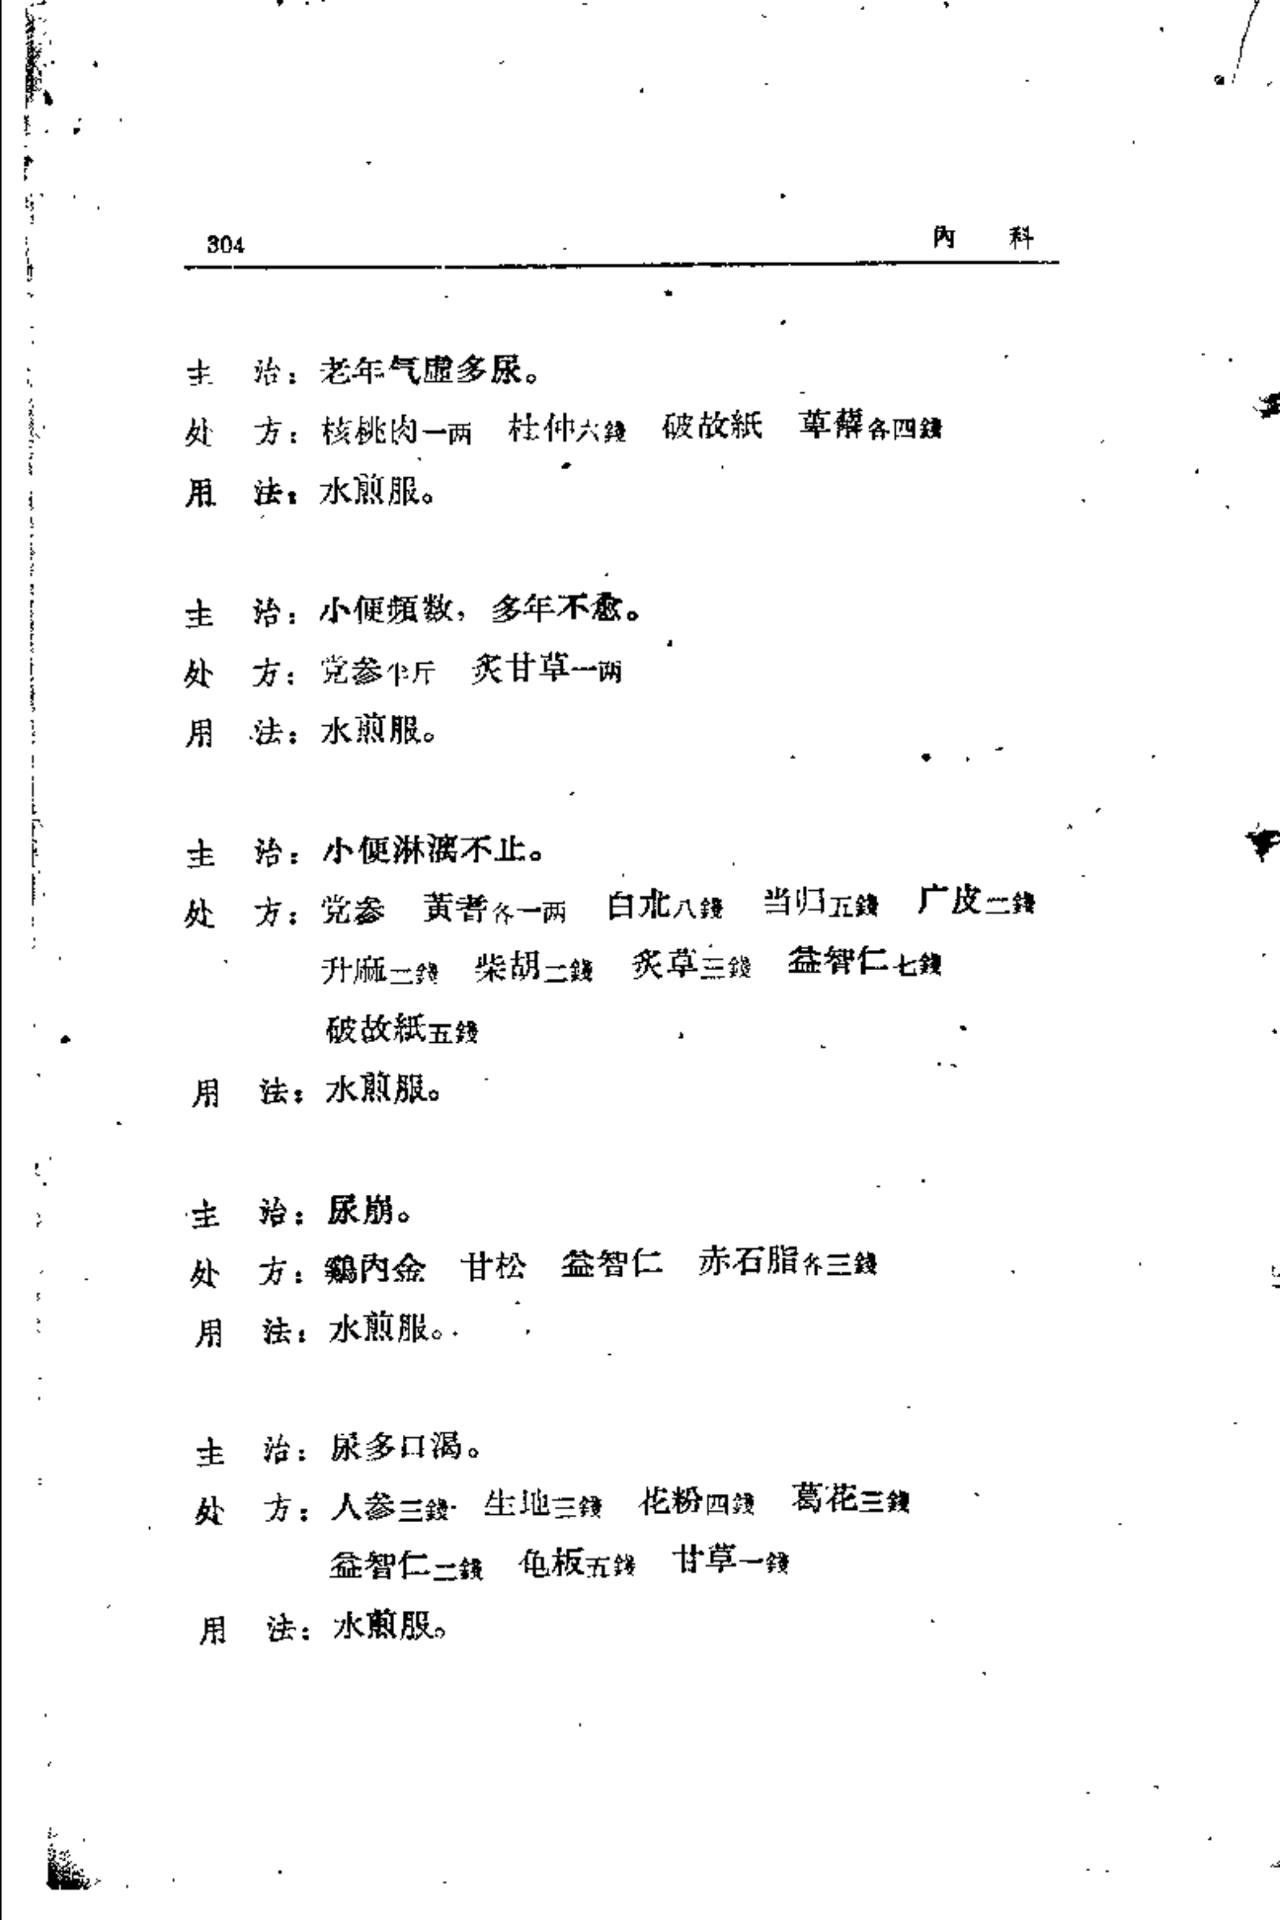 304 內 科
主 治：老年气虛多尿。
处 方：核桃肉一兩 杜仲六錢 破故紙 萆薢各四錢
用 法：水煎服。
主 治：小便頻数，多年不愈。
处 方：党参半斤 炙甘草一兩
用 法：水煎服。
主 治：小便淋漓不止。
处 方：党参 黃耆各一兩 白朮八錢 当归五錢 广皮二錢
升麻二錢 柴胡二錢 炙草三錢 益智仁七錢
破故紙五錢
用 法：水煎服。
主 治：尿崩。
处 方：鷄內金 甘松 益智仁 赤石脂各三錢
用 法：水煎服。
主 治：尿多口渴。
处 方：人参三錢 生地三錢 花粉四錢 葛花三錢
益智仁二錢 龟板五錢 甘草一錢
用 法：水煎服。